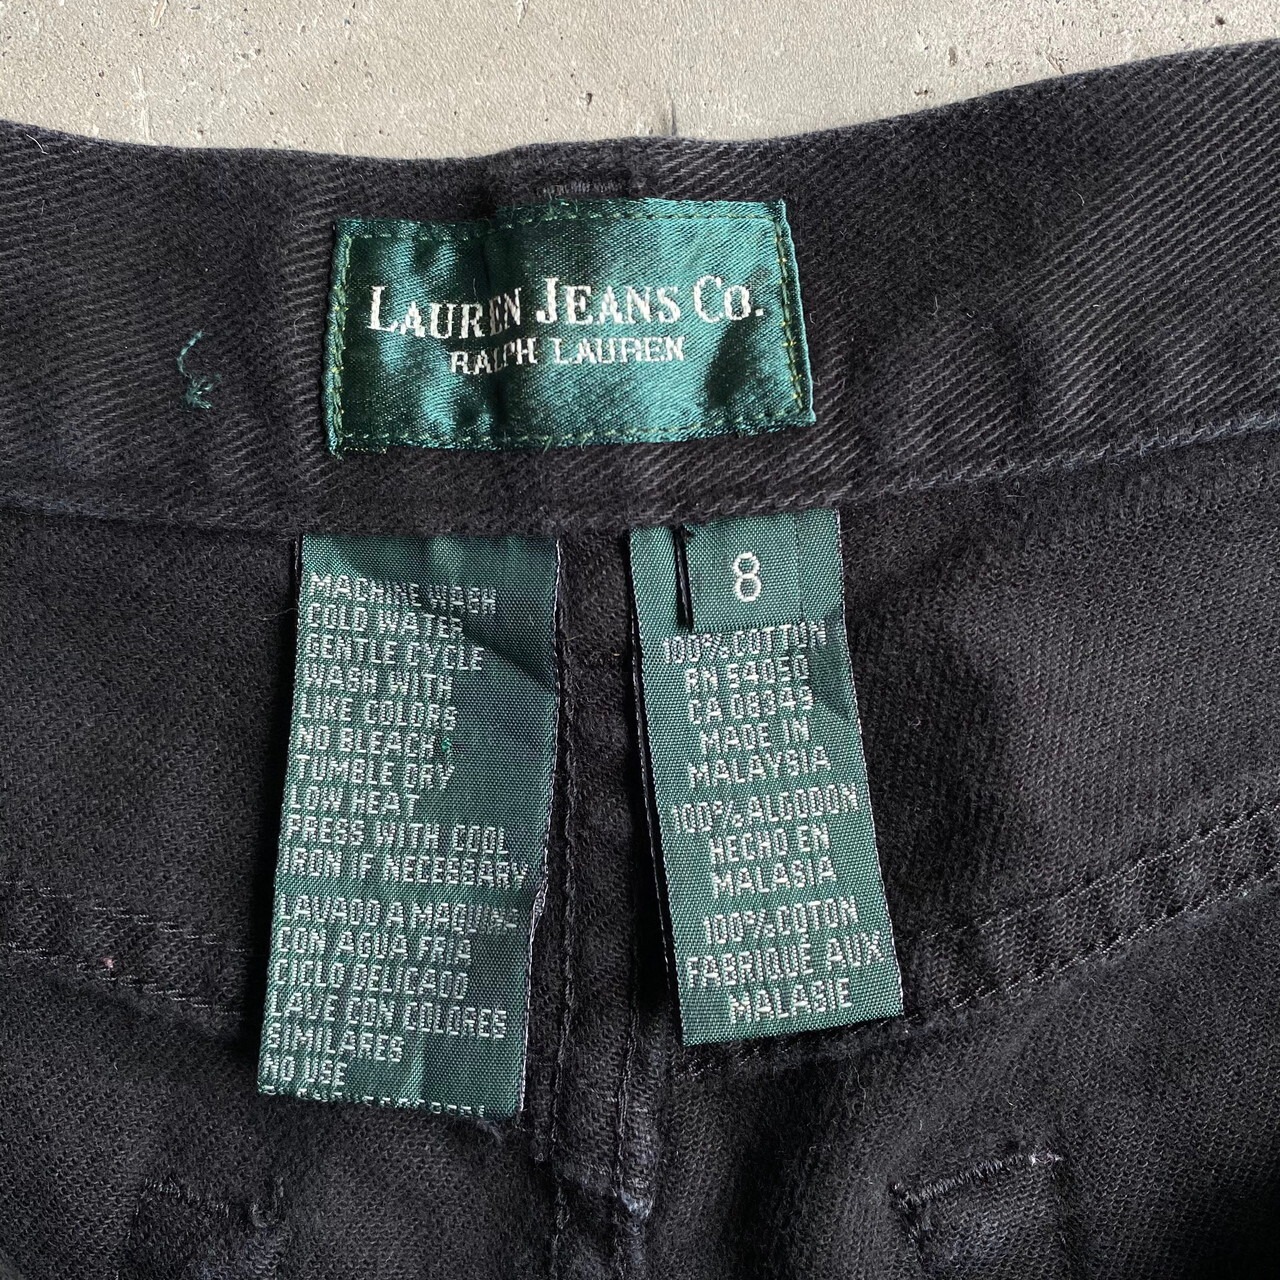 LAUREN JEANS CO.
RALPH LAUREN
MACHINE WASH
COLD WATER
GENTLE CYCLE
WASH WITH
LIKE COLORS
NO BLEACH
TUMBLE DRY
LOW HEAT
PRESS WITH COOL
IRON IF NECESSARY
LAVADO A MAQUINA
CON AGUA FRIA
CICLO DELICADO
LAVE CON COLORES
SIMILARES
NO USE
8
100% COTTON
RN 64050
CA 08349
MADE IN
MALAYSIA
100% ALGODON
HECHO EN
MALASIA
100% COTON
FABRIQUE AUX
MALASIE